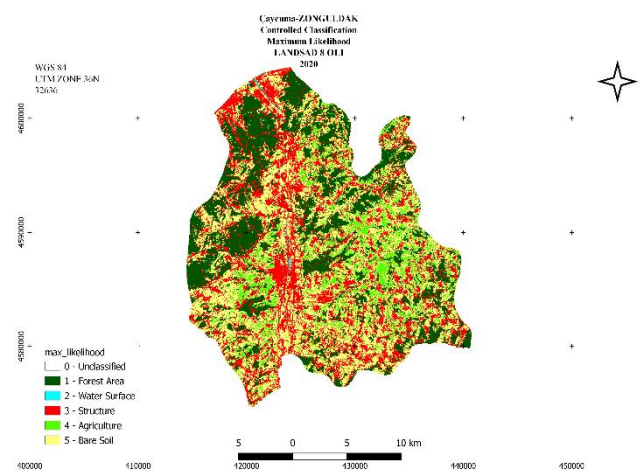 Çaycuma-ZONGULDAK
Controlled Classification
Maximum Likelihood
LANDSAD 8 OLI
2020
WGS 84
UTM ZONE 36N
32636
4600000
4590000
4580000
max_likelihood
0 - Unclassified
1 - Forest Area
2 - Water Surface
3 - Structure
4 - Agriculture
5 - Bare Soil
5 0 5 10 km
400000 410000 420000 430000 440000 450000